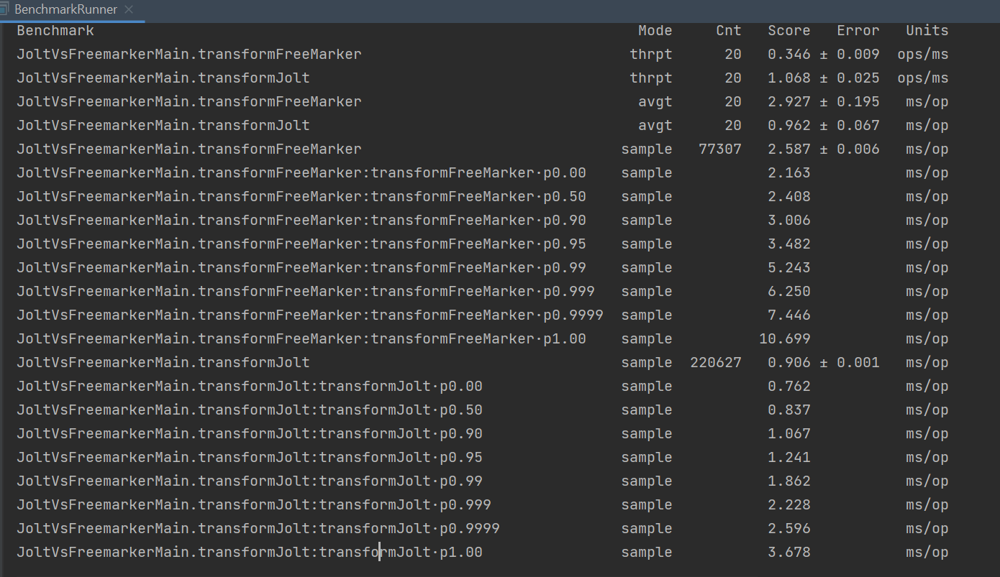 BenchmarkRunner
Benchmark Mode Cnt Score Error Units
JoltVsFreemarkerMain.transformFreeMarker thrpt 20 0.346 ± 0.009 ops/ms
JoltVsFreemarkerMain.transformJolt thrpt 20 1.068 ± 0.025 ops/ms
JoltVsFreemarkerMain.transformFreeMarker avgt 20 2.927 ± 0.195 ms/op
JoltVsFreemarkerMain.transformJolt avgt 20 0.962 ± 0.067 ms/op
JoltVsFreemarkerMain.transformFreeMarker sample 77307 2.587 ± 0.006 ms/op
JoltVsFreemarkerMain.transformFreeMarker:transformFreeMarker·p0.00 sample 2.163 ms/op
JoltVsFreemarkerMain.transformFreeMarker:transformFreeMarker·p0.50 sample 2.408 ms/op
JoltVsFreemarkerMain.transformFreeMarker:transformFreeMarker·p0.90 sample 3.006 ms/op
JoltVsFreemarkerMain.transformFreeMarker:transformFreeMarker·p0.95 sample 3.482 ms/op
JoltVsFreemarkerMain.transformFreeMarker:transformFreeMarker·p0.99 sample 5.243 ms/op
JoltVsFreemarkerMain.transformFreeMarker:transformFreeMarker·p0.999 sample 6.250 ms/op
JoltVsFreemarkerMain.transformFreeMarker:transformFreeMarker·p0.9999 sample 7.446 ms/op
JoltVsFreemarkerMain.transformFreeMarker:transformFreeMarker·p1.00 sample 10.699 ms/op
JoltVsFreemarkerMain.transformJolt sample 220627 0.906 ± 0.001 ms/op
JoltVsFreemarkerMain.transformJolt:transformJolt·p0.00 sample 0.762 ms/op
JoltVsFreemarkerMain.transformJolt:transformJolt·p0.50 sample 0.837 ms/op
JoltVsFreemarkerMain.transformJolt:transformJolt·p0.90 sample 1.067 ms/op
JoltVsFreemarkerMain.transformJolt:transformJolt·p0.95 sample 1.241 ms/op
JoltVsFreemarkerMain.transformJolt:transformJolt·p0.99 sample 1.862 ms/op
JoltVsFreemarkerMain.transformJolt:transformJolt·p0.999 sample 2.228 ms/op
JoltVsFreemarkerMain.transformJolt:transformJolt·p0.9999 sample 2.596 ms/op
JoltVsFreemarkerMain.transformJolt:transformJolt·p1.00 sample 3.678 ms/op